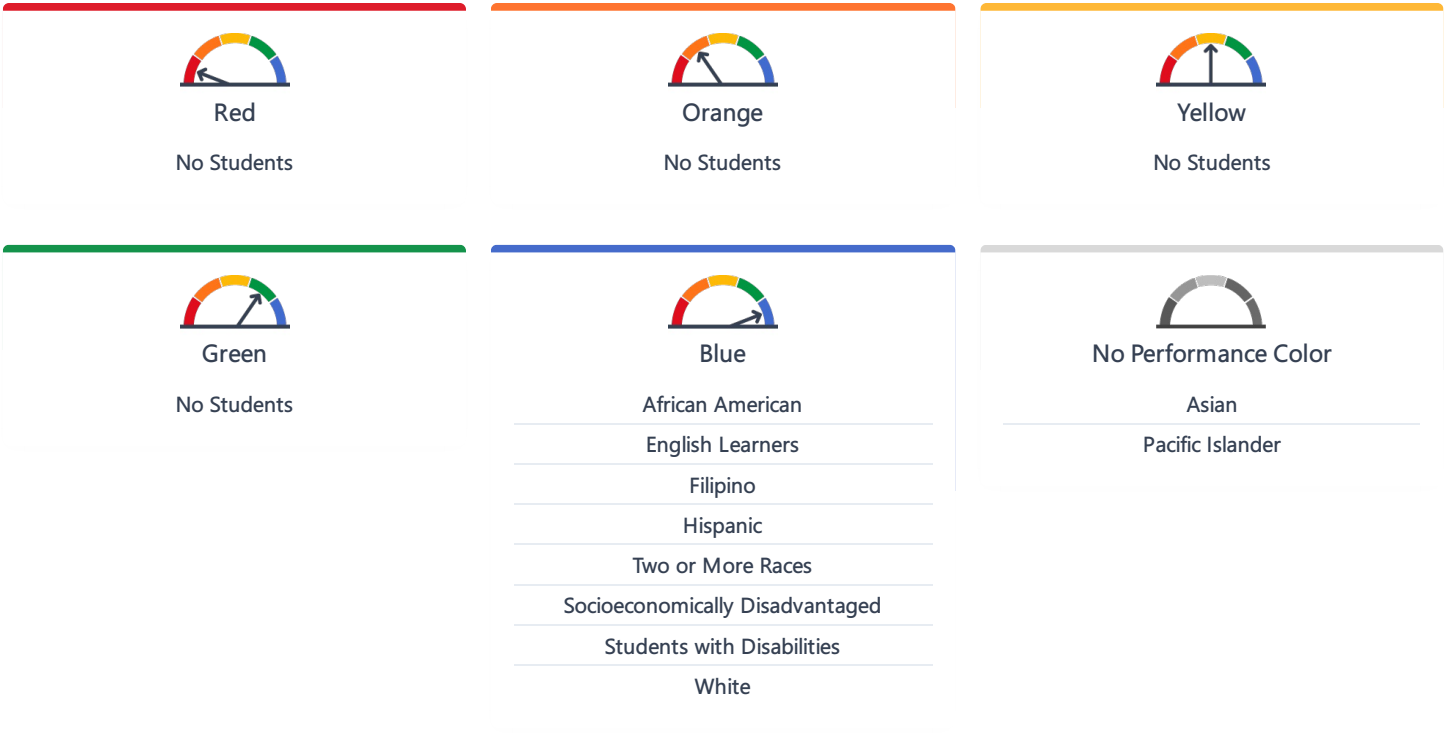 Red
No Students
Orange
No Students
Yellow
No Students
Green
No Students
Blue
African American
English Learners
Filipino
Hispanic
Two or More Races
Socioeconomically Disadvantaged
Students with Disabilities
White
No Performance Color
Asian
Pacific Islander